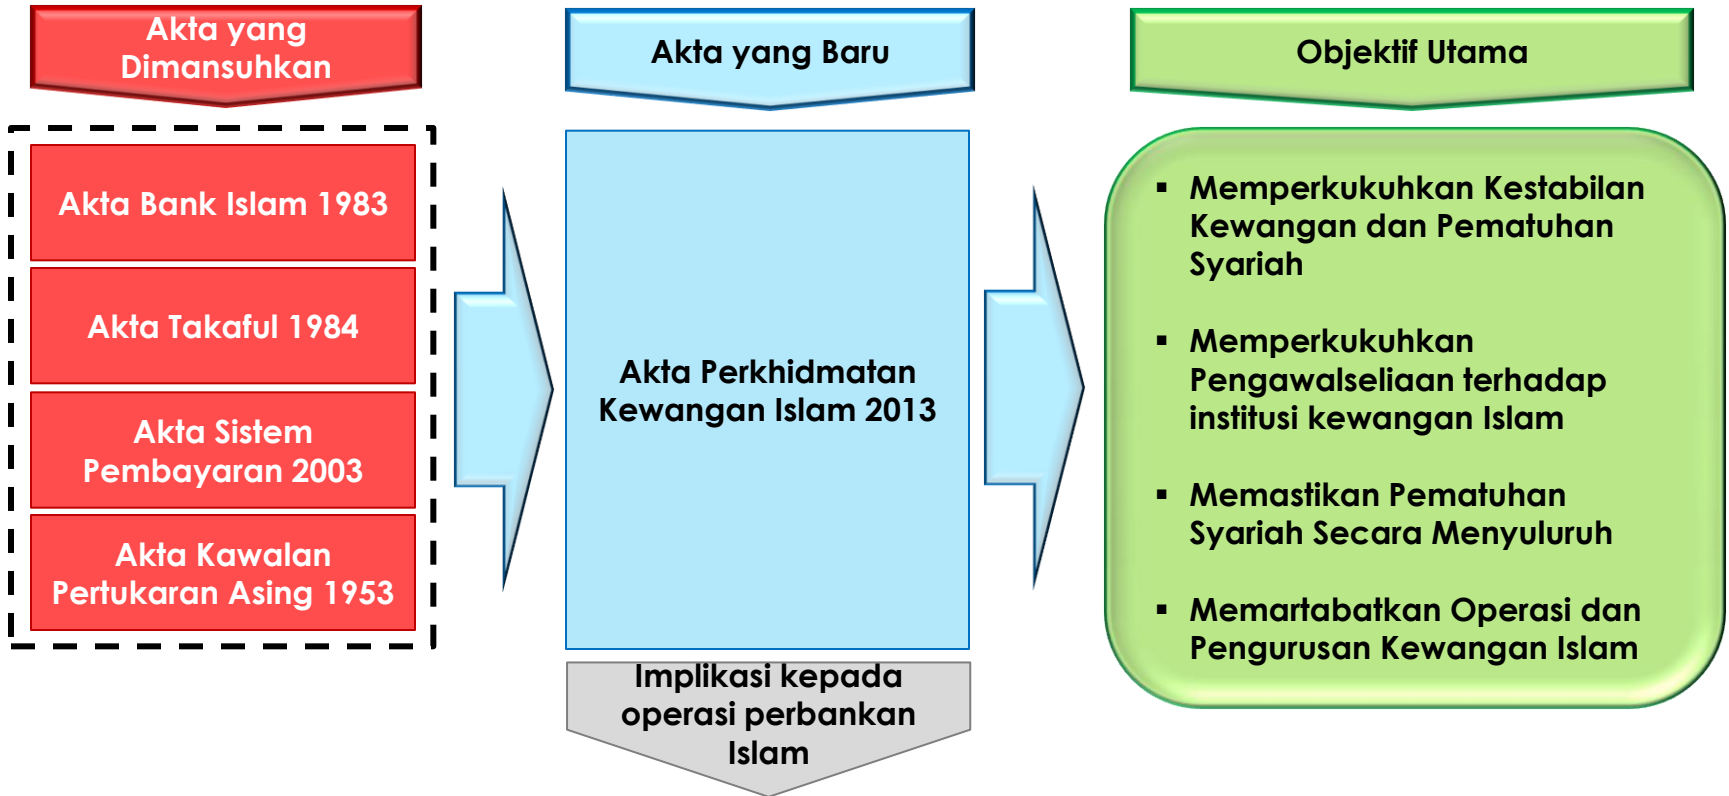 Akta yang
Dimansuhkan
Akta Bank Islam 1983
Akta Takaful 1984
Akta Sistem
Pembayaran 2003
Akta Kawalan
Pertukaran Asing 1953
Akta yang Baru
Akta Perkhidmatan
Kewangan Islam 2013
Implikasi kepada
operasi perbankan
Islam
Objektif Utama
▪ Memperkukuhkan Kestabilan
Kewangan dan Pematuhan
Syariah
▪ Memperkukuhkan
Pengawalseliaan terhadap
institusi kewangan Islam
▪ Memastikan Pematuhan
Syariah Secara Menyuluruh
▪ Memartabatkan Operasi dan
Pengurusan Kewangan Islam